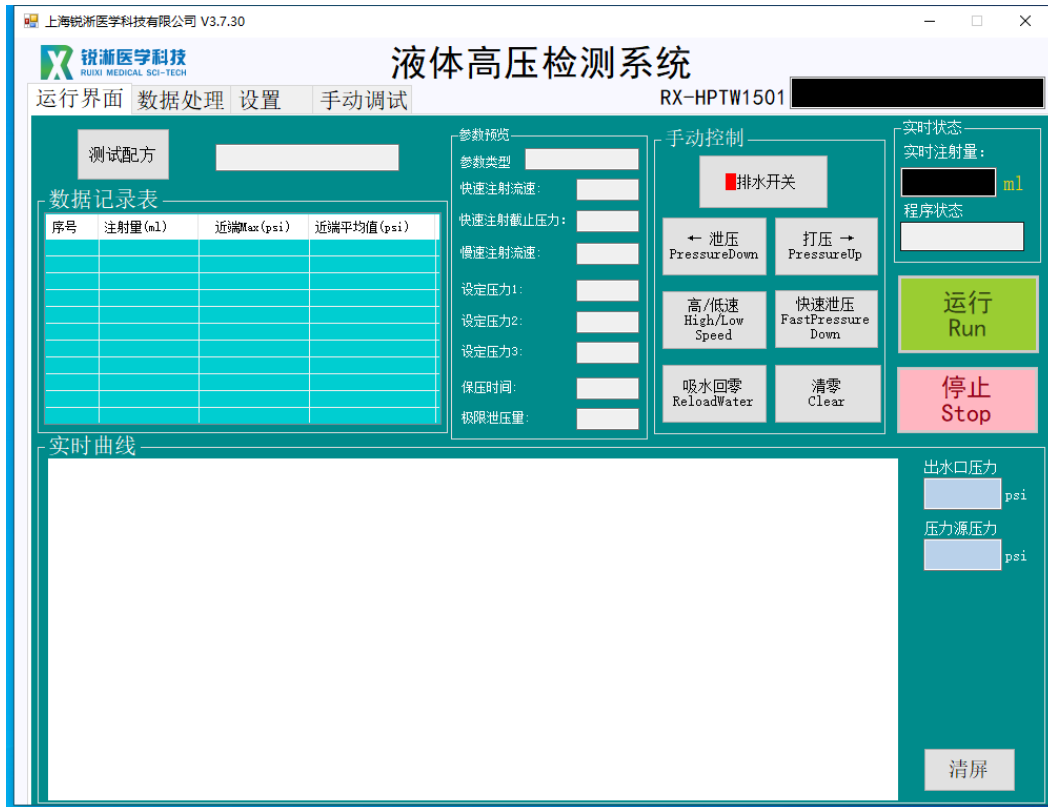 上海锐淅医学科技有限公司 V3.7.30
锐淅医学科技
RUIXI MEDICAL SCI-TECH
液体高压检测系统
运行界面 数据处理 设置 手动调试
RX-HPTW1501
测试配方
数据记录表
序号 注射量(ml) 近端Max(psi) 近端平均值(psi)
参数预览
参数类型
快速注射流速:
快速注射截止压力:
慢速注射流速:
设定压力1:
设定压力2:
设定压力3:
保压时间:
极限泄压量:
手动控制
排水开关
← 泄压
PressureDown
打压 →
PressureUp
高/低速
High/Low
Speed
快速泄压
FastPressure
Down
吸水回零
ReloadWater
清零
Clear
实时状态
实时注射量:
ml
程序状态
运行
Run
停止
Stop
实时曲线
出水口压力
psi
压力源压力
psi
清屏